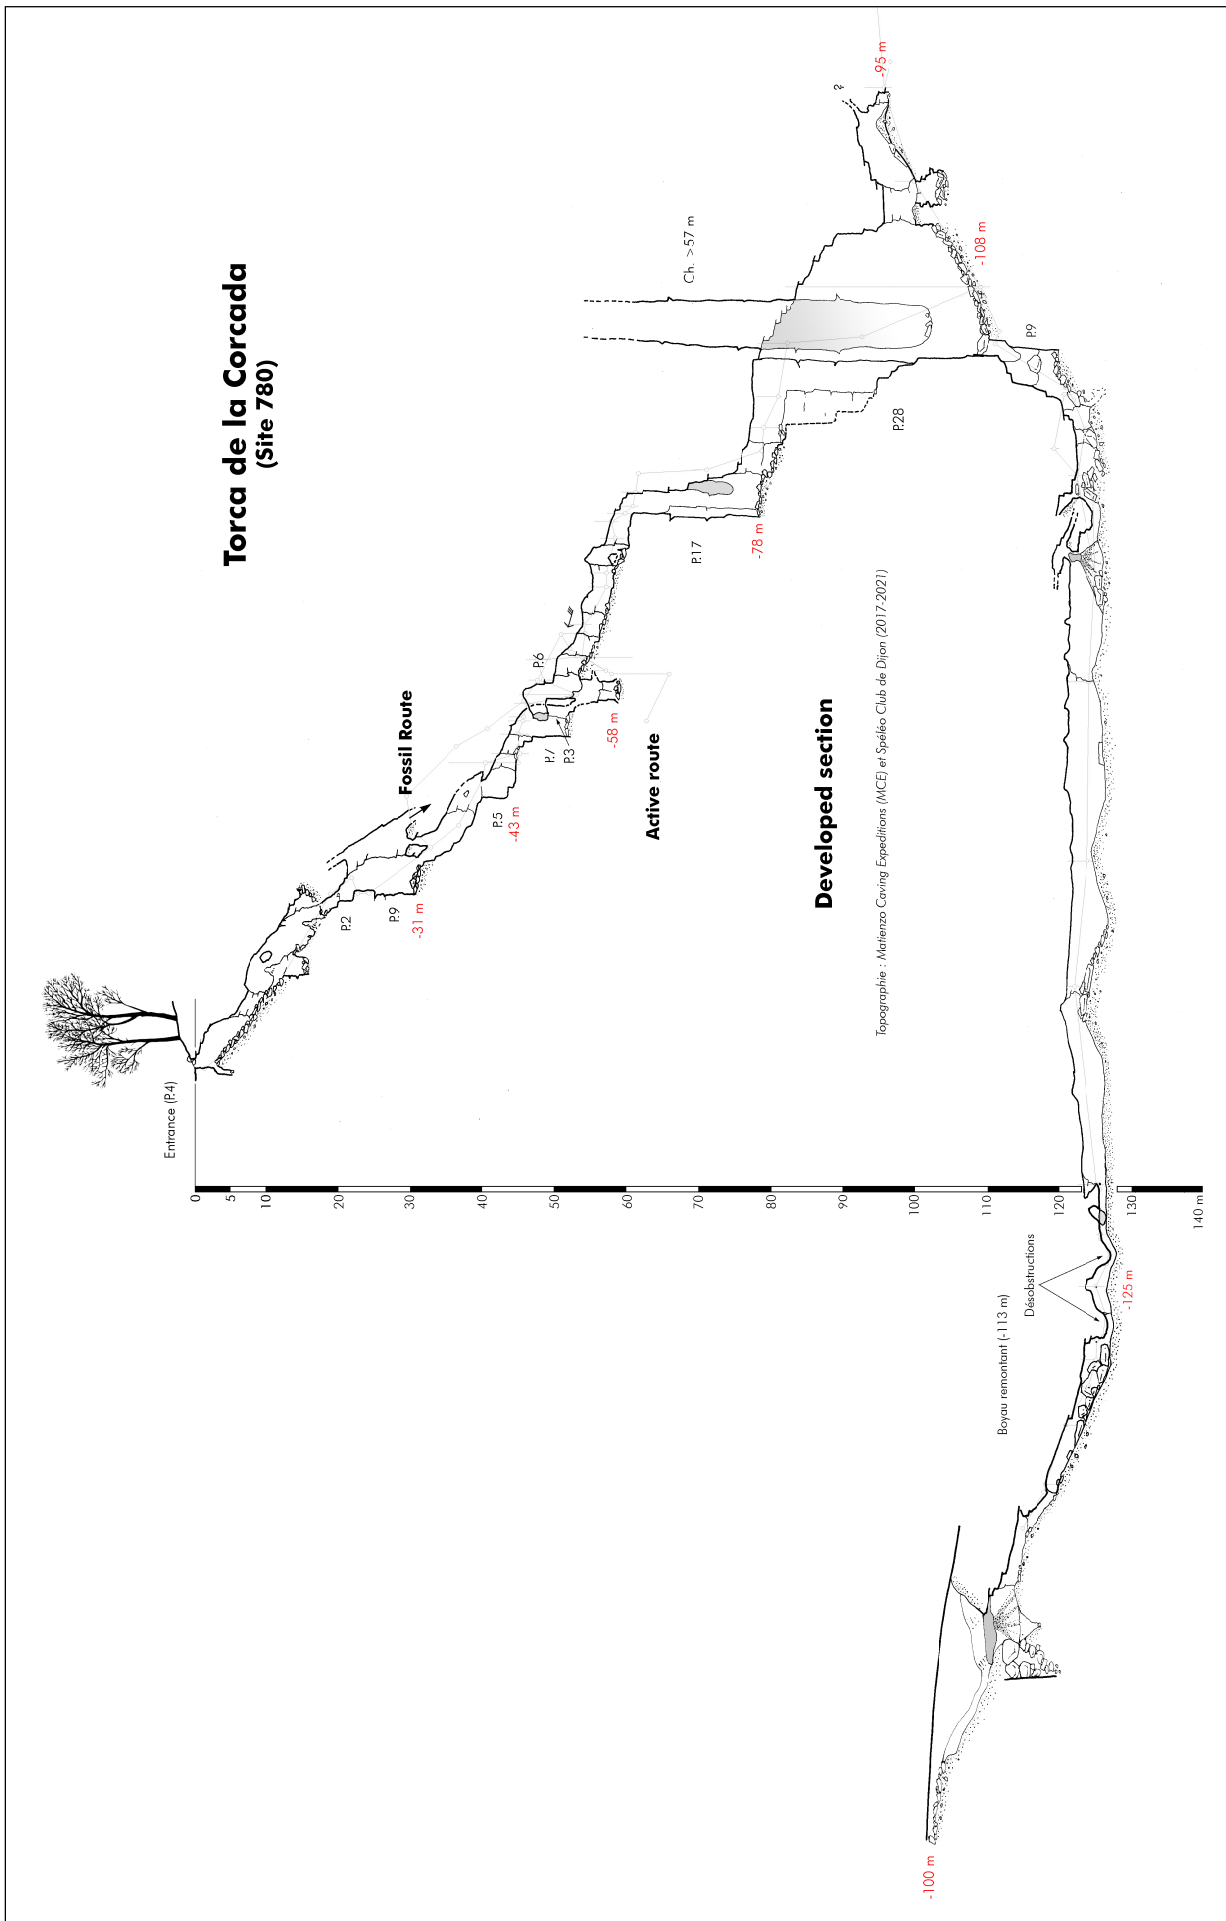 Torca de la Corcada
(Site 780)
Entrance (P.4)
Fossil Route
P.2
P.9
-31 m
P.5
-43 m
P.7
P.3
P.6
-58 m
Active route
P.17
-78 m
Ch. > 57 m
P.28
?
-95 m
-108 m
P.9
Developed section
Topographie : Matienzo Caving Expeditions (MCE) et Spéléo Club de Dijon (2017-2021)
0
5
10
20
30
40
50
60
70
80
90
100
110
120
130
140 m
Désobstructions
Boyau remontant (-113 m)
-125 m
-100 m